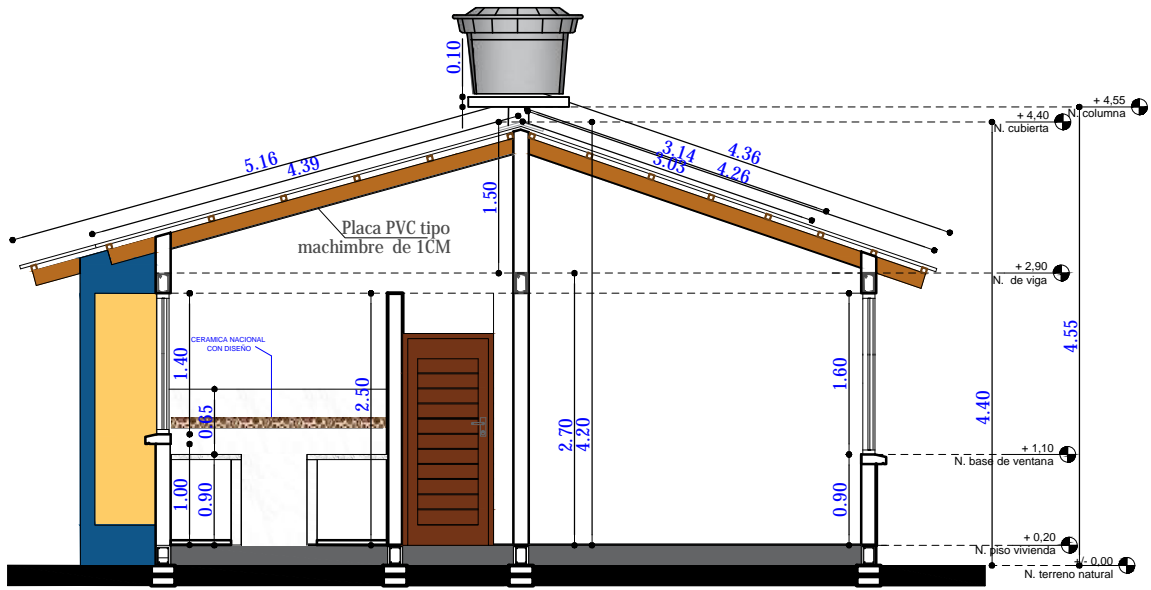 0.10
+ 4,55
N. columna
+ 4,40
N. cubierta
5.16
4.39
3.14
4.36
3.03
4.26
1.50
Placa PVC tipo
machimbre de 1CM
+ 2,90
N. de viga
CERAMICA NACIONAL
CON DISEÑO
1.40
2.50
0.65
1.60
4.55
4.40
2.70
4.20
+ 1,10
N. base de ventana
1.00
0.90
0.90
+ 0,20
N. piso vivienda
+/- 0,00
N. terreno natural